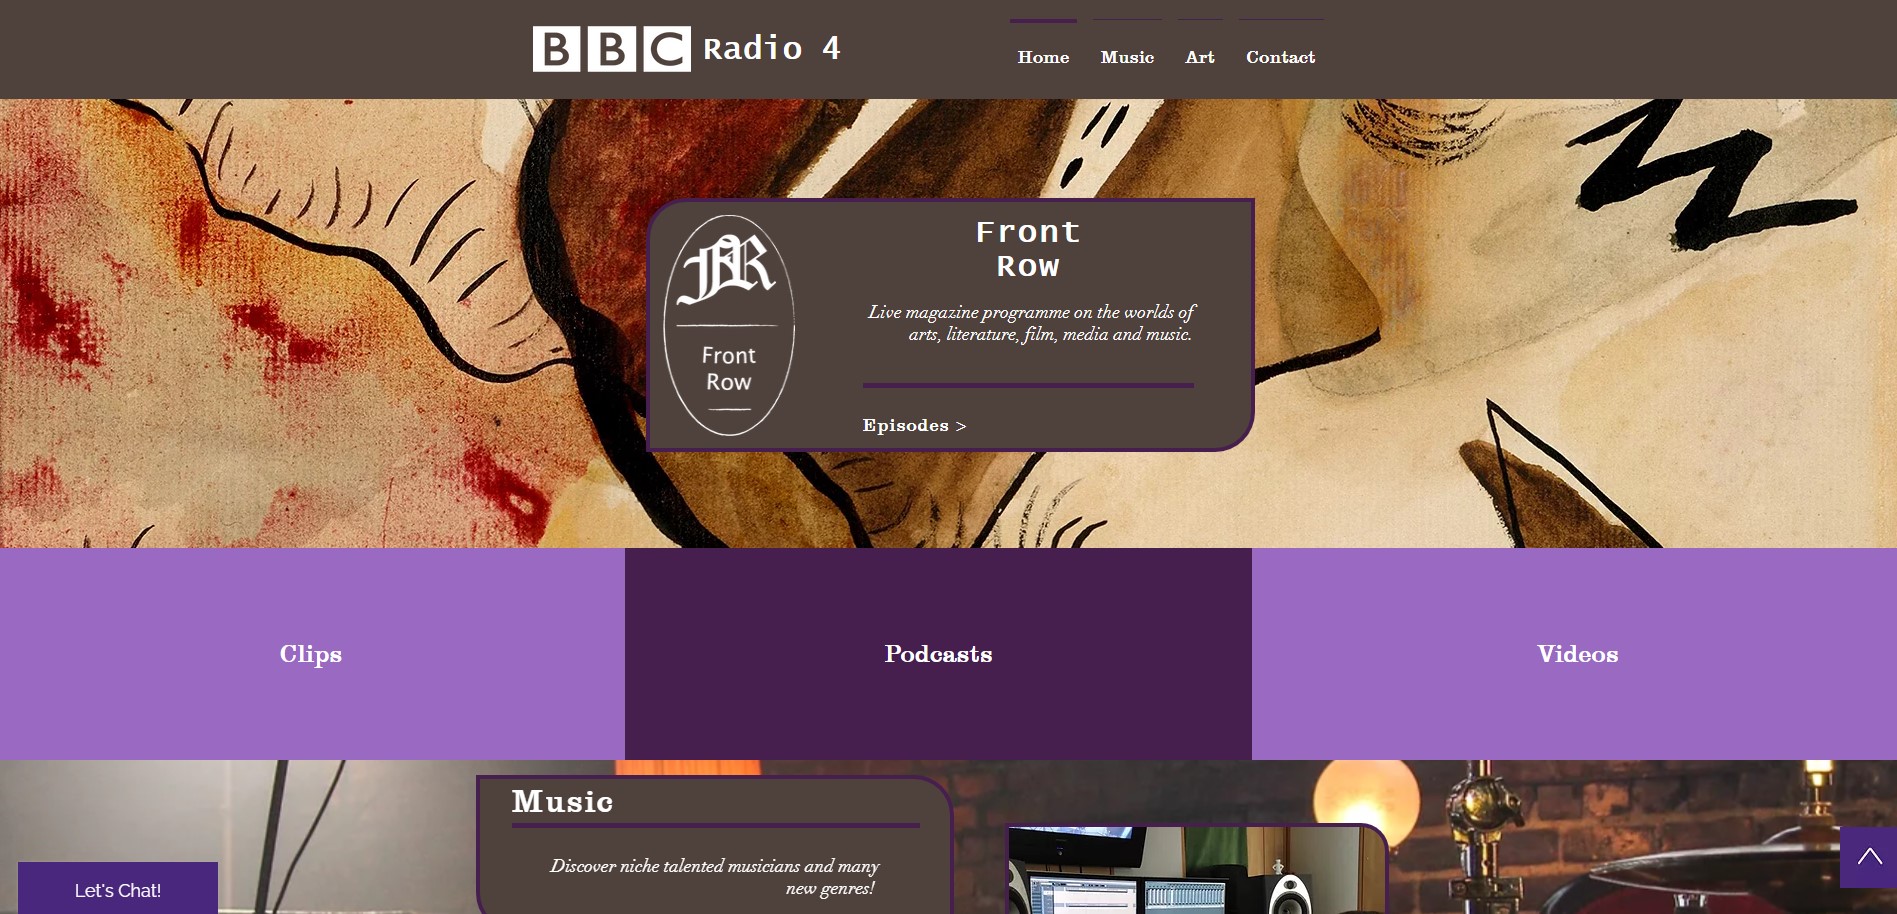 BBC Radio 4
Home Music Art Contact
FR
Front
Row
Front
Row
Live magazine programme on the worlds of
arts, literature, film, media and music.
Episodes >
Clips
Podcasts
Videos
Music
Discover niche talented musicians and many
new genres!
Let's Chat!